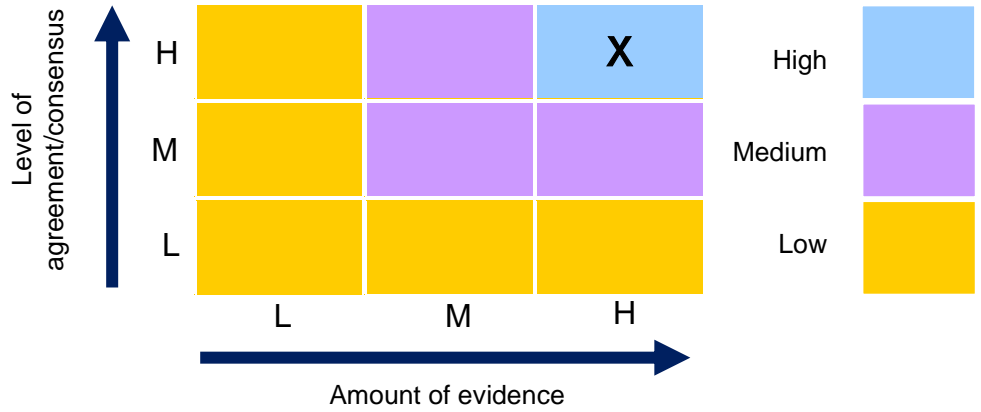 Level of
agreement/consensus
H
X
High
M
Medium
L
Low
L
M
H
Amount of evidence